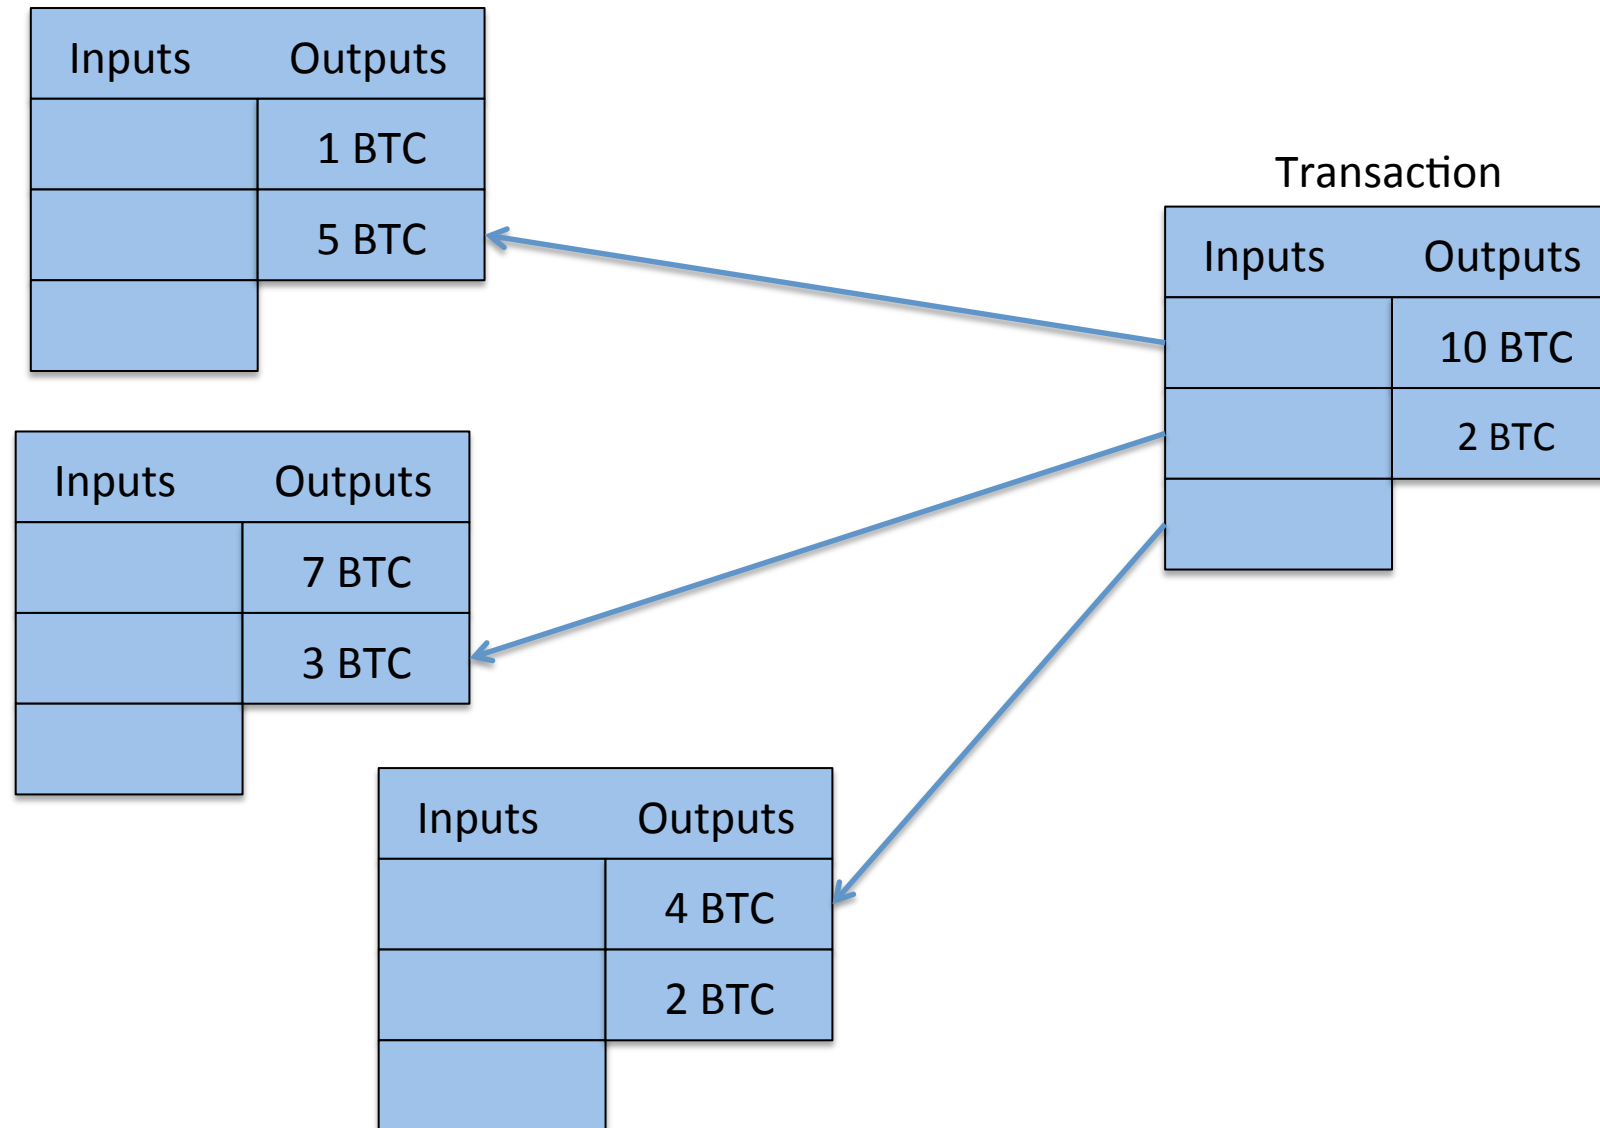 Inputs Outputs
1 BTC
5 BTC
Transaction
Inputs Outputs
10 BTC
2 BTC
Inputs Outputs
7 BTC
3 BTC
Inputs Outputs
4 BTC
2 BTC